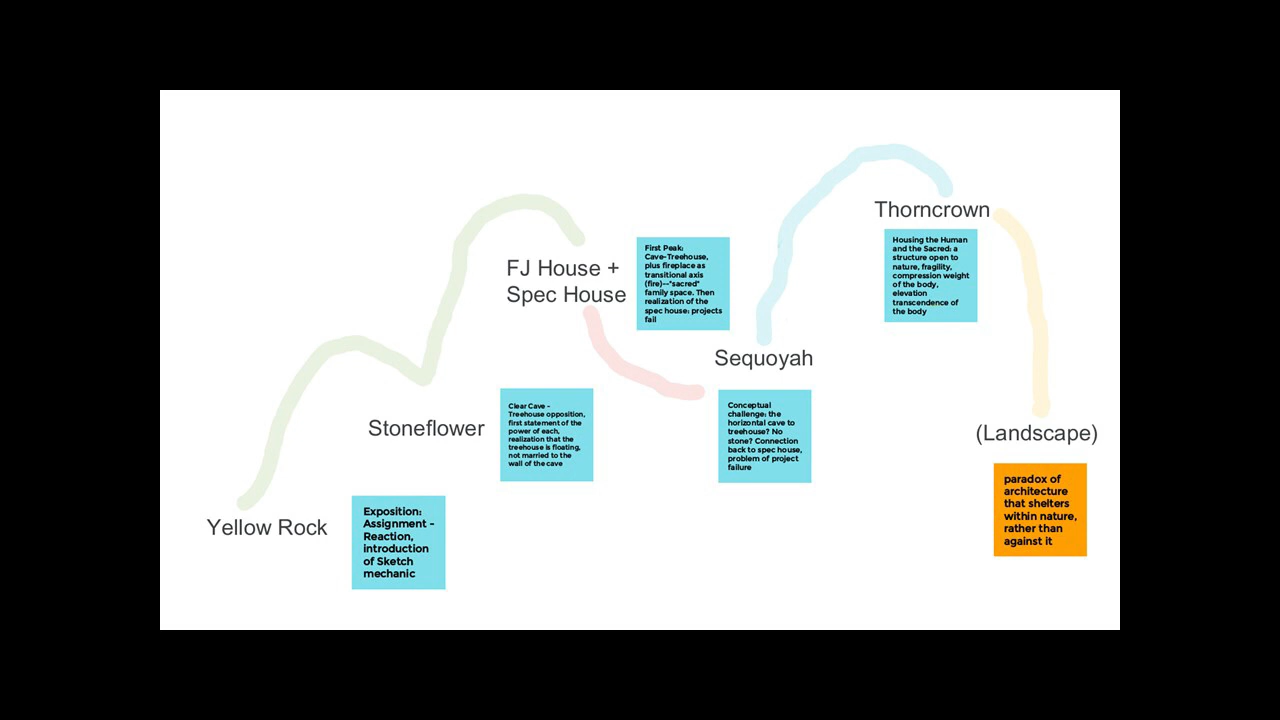 Thorncrown
Housing the Human
and the Sacred: a
structure open to
nature, fragility,
compression weight
of the body,
elevation
transcendence of
the body
FJ House +
Spec House
First Peak:
Cave-Treehouse,
plus fireplace as
transitional axis
(fire)--"sacred"
family space. Then
realization of the
spec house: projects
fail
Sequoyah
Conceptual
challenge: the
horizontal cave to
treehouse? No
stone? Connection
back to spec house,
problem of project
failure
Stoneflower
Clear Cave -
Treehouse opposition,
first statement of the
power of each,
realization that the
treehouse is floating,
not married to the
wall of the cave
(Landscape)
paradox of
architecture
that shelters
within nature,
rather than
against it
Yellow Rock
Exposition:
Assignment -
Reaction,
introduction
of Sketch
mechanic